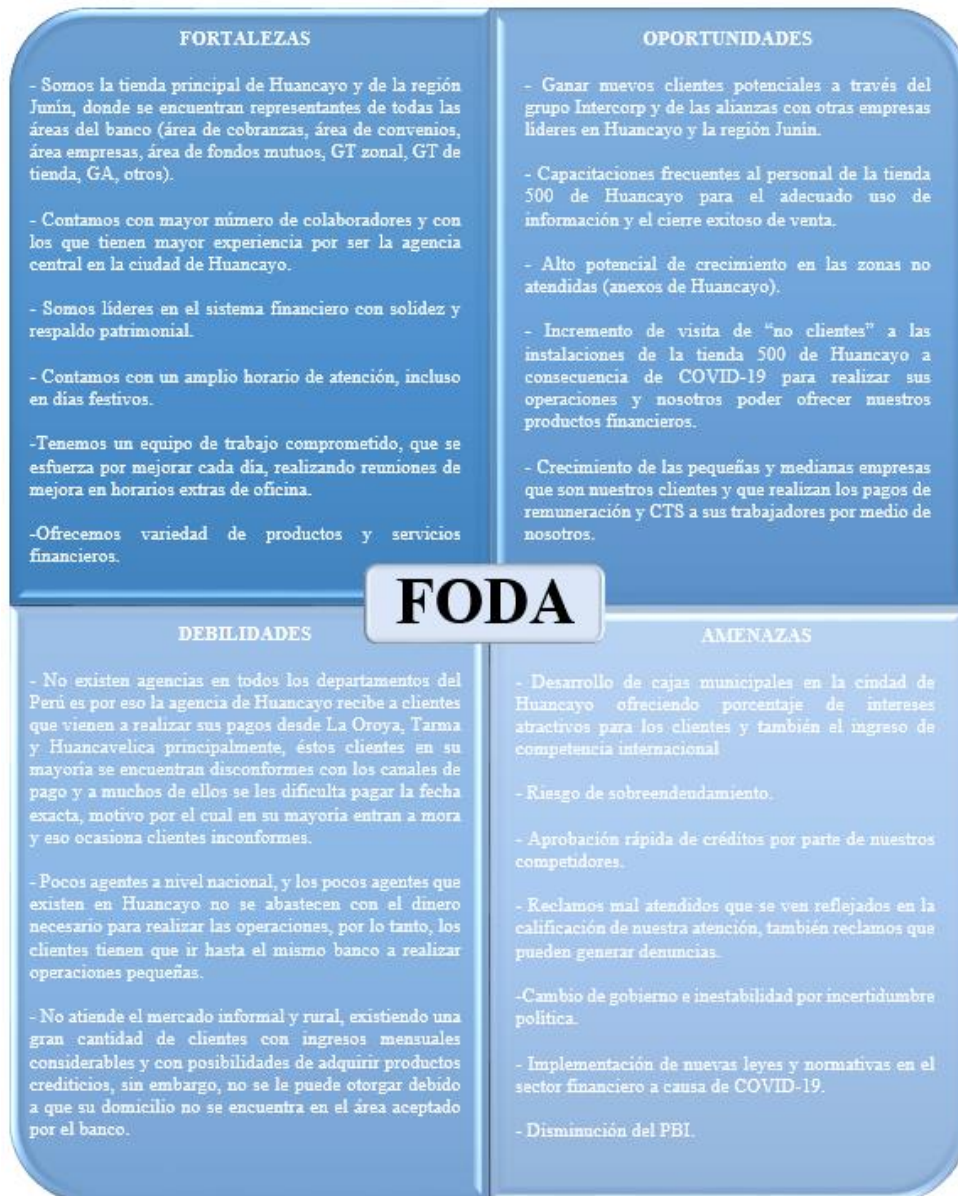 FORTALEZAS
- Somos la tienda principal de Huancayo y de la región
Junín, donde se encuentran representantes de todas las
áreas del banco (área de cobranzas, área de convenios,
área empresas, área de fondos mutuos, GT zonal, GT de
tienda, GA, otros).
- Contamos con mayor número de colaboradores y con
los que tienen mayor experiencia por ser la agencia
central en la ciudad de Huancayo.
- Somos líderes en el sistema financiero con solidez y
respaldo patrimonial.
- Contamos con un amplio horario de atención, incluso
en días festivos.
-Tenemos un equipo de trabajo comprometido, que se
esfuerza por mejorar cada día, realizando reuniones de
mejora en horarios extras de oficina.
-Ofrecemos variedad de productos y servicios
financieros.
OPORTUNIDADES
- Ganar nuevos clientes potenciales a través del
grupo Intercorp y de las alianzas con otras empresas
líderes en Huancayo y la región Junín.
- Capacitaciones frecuentes al personal de la tienda
500 de Huancayo para el adecuado uso de
información y el cierre exitoso de venta.
- Alto potencial de crecimiento en las zonas no
atendidas (anexos de Huancayo).
- Incremento de visita de “no clientes” a las
instalaciones de la tienda 500 de Huancayo a
consecuencia de COVID-19 para realizar sus
operaciones y nosotros poder ofrecer nuestros
productos financieros.
- Crecimiento de las pequeñas y medianas empresas
que son nuestros clientes y que realizan los pagos de
remuneración y CTS a sus trabajadores por medio de
nosotros.
FODA
DEBILIDADES
- No existen agencias en todos los departamentos del
Perú es por eso la agencia de Huancayo recibe a clientes
que vienen a realizar sus pagos desde La Oroya, Tarma
y Huancavelica principalmente, éstos clientes en su
mayoría se encuentran disconformes con los canales de
pago y a muchos de ellos se les dificulta pagar la fecha
exacta, motivo por el cual en su mayoría entran a mora
y eso ocasiona clientes inconformes.
- Pocos agentes a nivel nacional, y los pocos agentes que
existen en Huancayo no se abastecen con el dinero
necesario para realizar las operaciones, por lo tanto, los
clientes tienen que ir hasta el mismo banco a realizar
operaciones pequeñas.
- No atiende el mercado informal y rural, existiendo una
gran cantidad de clientes con ingresos mensuales
considerables y con posibilidades de adquirir productos
crediticios, sin embargo, no se le puede otorgar debido
a que su domicilio no se encuentra en el área aceptado
por el banco.
AMENAZAS
- Desarrollo de cajas municipales en la ciudad de
Huancayo ofreciendo porcentaje de intereses
atractivos para los clientes y también el ingreso de
competencia internacional
- Riesgo de sobreendeudamiento.
- Aprobación rápida de créditos por parte de nuestros
competidores.
- Reclamos mal atendidos que se ven reflejados en la
calificación de nuestra atención, también reclamos que
pueden generar denuncias.
-Cambio de gobierno e inestabilidad por incertidumbre
política.
- Implementación de nuevas leyes y normativas en el
sector financiero a causa de COVID-19.
- Disminución del PBI.